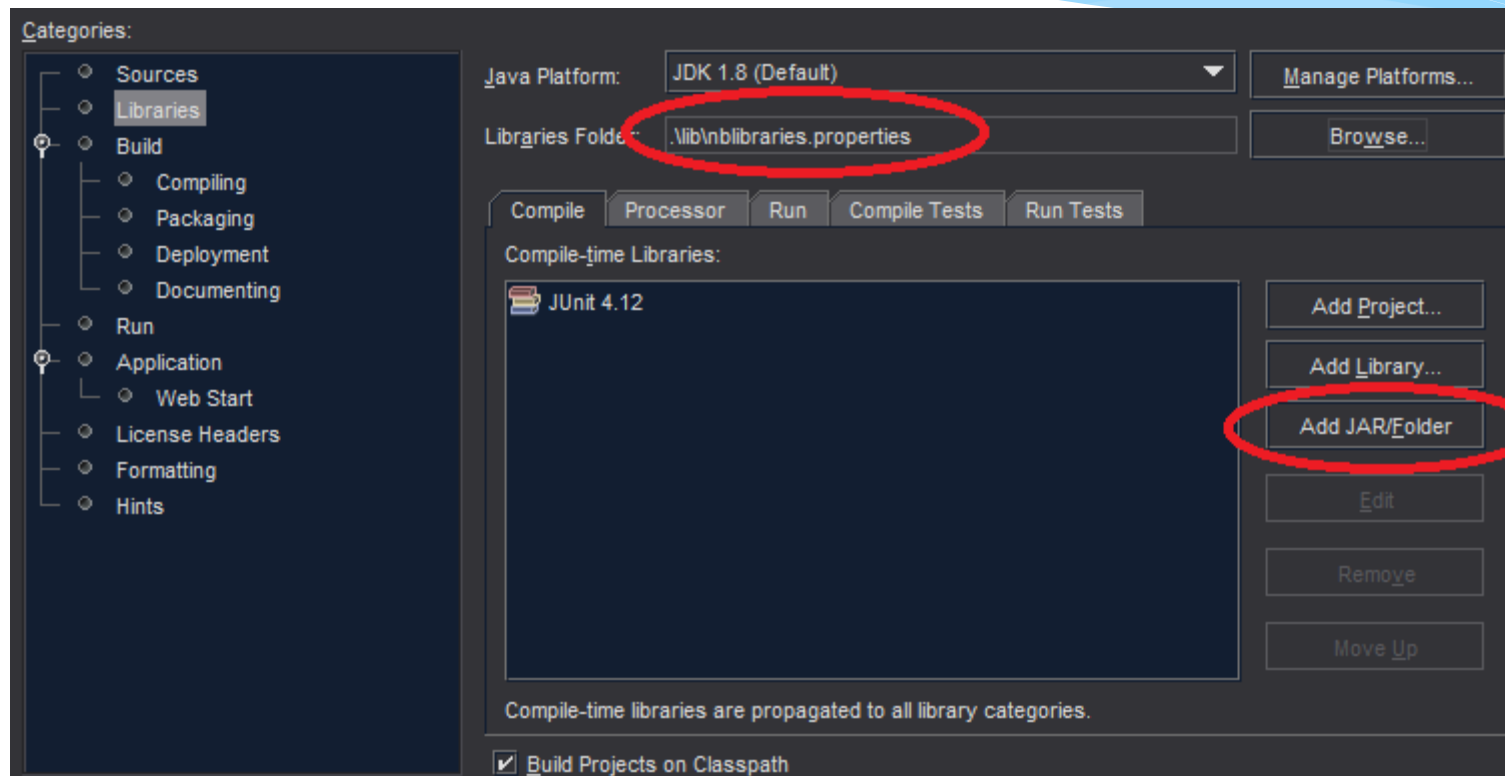 Categories:
Sources
Libraries
Build
Compiling
Packaging
Deployment
Documenting
Run
Application
Web Start
License Headers
Formatting
Hints
Java Platform:
JDK 1.8 (Default)
Manage Platforms...
Libraries Folder:
.\lib\nblibraries.properties
Browse...
Compile
Processor
Run
Compile Tests
Run Tests
Compile-time Libraries:
JUnit 4.12
Add Project...
Add Library...
Add JAR/Folder
Edit
Remove
Move Up
Compile-time libraries are propagated to all library categories.
Build Projects on Classpath